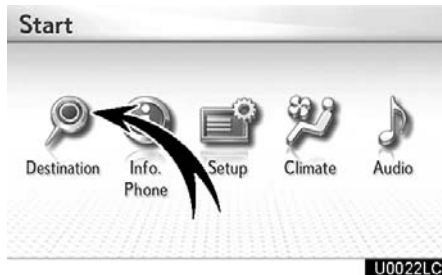 Start
Destination
Info.
Phone
Setup
Climate
Audio
U0022LC